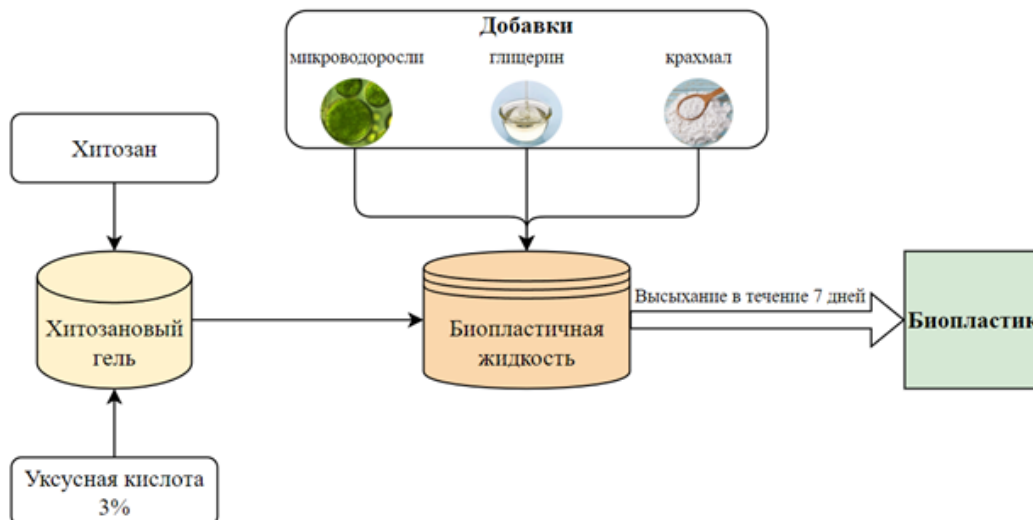 Добавки
микроводоросли
глицерин
крахмал
Хитозан
Хитозановый
гель
Биопластичная
жидкость
Высыхание в течение 7 дней
Биопластик
Уксусная кислота
3%